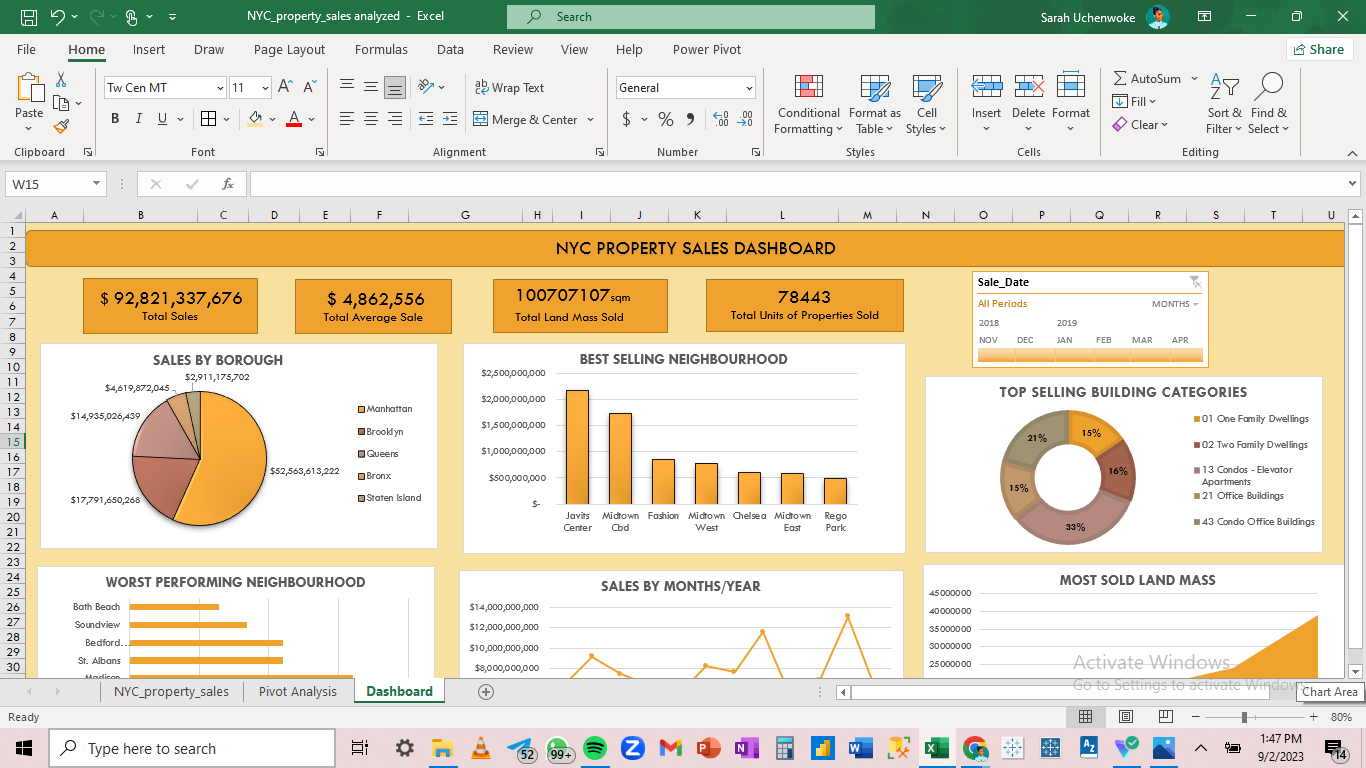 NYC_property_sales analyzed - Excel
Search
Sarah Uchenwoke
File Home Insert Draw Page Layout Formulas Data Review View Help Power Pivot
Share
Paste
Clipboard
Tw Cen MT 11
B I U
Font
Wrap Text
Merge & Center
Alignment
General
$ % 9
Number
Conditional Formatting
Format as Table
Cell Styles
Styles
Insert Delete Format
Cells
AutoSum
Fill
Clear
Sort & Filter
Find & Select
Editing
W15
fx
A B C D E F G H I J K L M N O P Q R S T U
1
2
3
4
5
6
7
8
9
10
11
12
13
14
15
16
17
18
19
20
21
22
23
24
25
26
27
28
29
30
NYC PROPERTY SALES DASHBOARD
$ 92,821,337,676
Total Sales
$ 4,862,556
Total Average Sale
100707107sqm
Total Land Mass Sold
78443
Total Units of Properties Sold
Sale_Date
All Periods
MONTHS
2018 2019
NOV DEC JAN FEB MAR APR
SALES BY BOROUGH
$2,911,175,702
$4,619,872,045
$14,935,026,439
$52,563,613,222
$17,791,650,268
Manhattan
Brooklyn
Queens
Bronx
Staten Island
BEST SELLING NEIGHBOURHOOD
$2,500,000,000
$2,000,000,000
$1,500,000,000
$1,000,000,000
$500,000,000
$-
Javits Center
Midtown Cbd
Fashion
Midtown West
Chelsea
Midtown East
Rego Park
TOP SELLING BUILDING CATEGORIES
21%
15%
16%
15%
33%
01 One Family Dwellings
02 Two Family Dwellings
13 Condos - Elevator
Apartments
21 Office Buildings
43 Condo Office Buildings
WORST PERFORMING NEIGHBOURHOOD
Bath Beach
Soundview
Bedford...
St. Albans
Madison
SALES BY MONTHS/YEAR
$14,000,000,000
$12,000,000,000
$10,000,000,000
$8,000,000,000
MOST SOLD LAND MASS
45000000
40000000
35000000
30000000
25000000
Activate Windows
Go to Settings to activate Windows
Chart Area
NYC_property_sales Pivot Analysis Dashboard
Ready
80%
Type here to search
52
99+
1:47 PM
9/2/2023
14